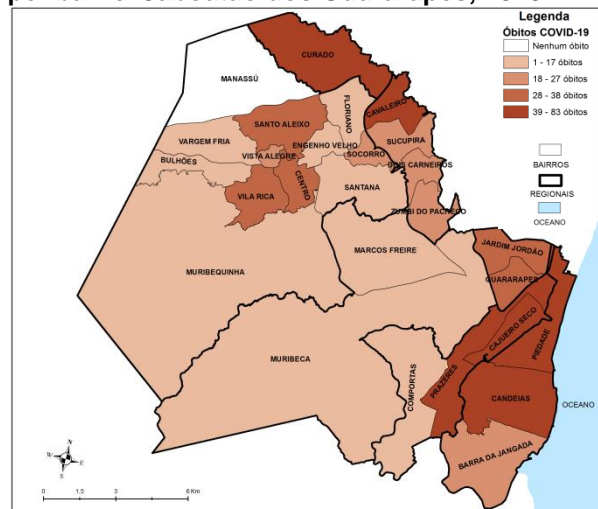 Legenda
Óbitos COVID-19
Nenhum óbito
1 - 17 óbitos
18 - 27 óbitos
28 - 38 óbitos
39 - 83 óbitos
BAIRROS
REGIONAIS
OCEANO
CURADO
MANASSÚ
FLORIANO
CAVALEIRO
SANTO ALEIXO
SUCUPIRA
VARGEM FRIA
ENGENHO VELHO
BULHÕES
VISTA ALEGRE
SOCORRO
DOIS CARNEIROS
CENTRO
VILA RICA
SANTANA
ZUMBI DO PACHECO
MARCOS FREIRE
JARDIM JORDÃO
MURIBEQUINHA
GUARARAPES
CAJUEIRO SECO
PIEDADE
MURIBECA
COMPORTAS
PRAZERES
CANDEIAS
OCEANO
BARRA DA JANGADA
N
W E
S
0 1,5 3 6 Km